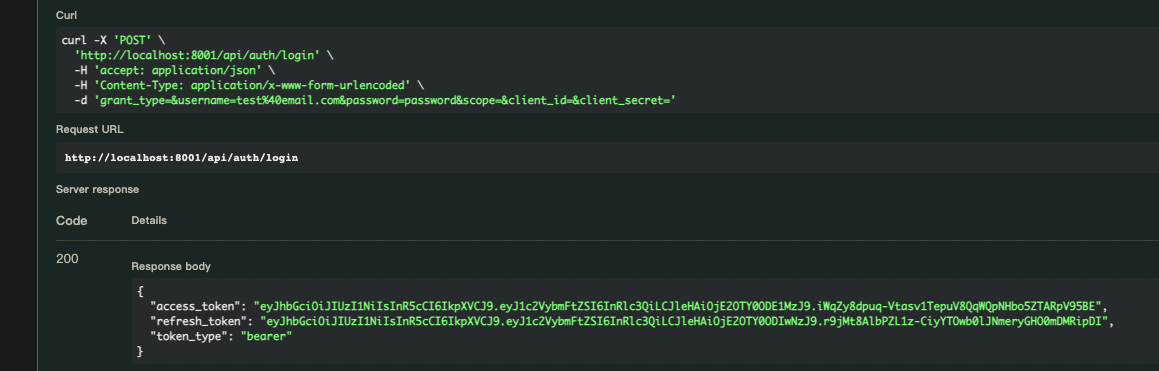 Curl
curl -X 'POST' \
'http://localhost:8001/api/auth/login' \
-H 'accept: application/json' \
-H 'Content-Type: application/x-www-form-urlencoded' \
-d 'grant_type=&username=test%40email.com&password=password&scope=&client_id=&client_secret='
Request URL
http://localhost:8001/api/auth/login
Server response
Code Details
200
Response body
{
"access_token": "eyJhbGciOiJIUzI1NiIsInR5cCI6IkpXVCJ9.eyJ1c2VybmFtZSI6InRlc3QiLCJleHAiOjE2OTY0ODE1MzJ9.iWqZy8dpuq-Vtasv1TepuV8QqWQpNHbo5ZTARpV95BE",
"refresh_token": "eyJhbGciOiJIUzI1NiIsInR5cCI6IkpXVCJ9.eyJ1c2VybmFtZSI6InRlc3QiLCJleHAiOjE2OTY0ODIwNzJ9.r9jMt8AlbPZL1z-CiyYTOwb0lJNmeryGHO0mDMRipDI",
"token_type": "bearer"
}